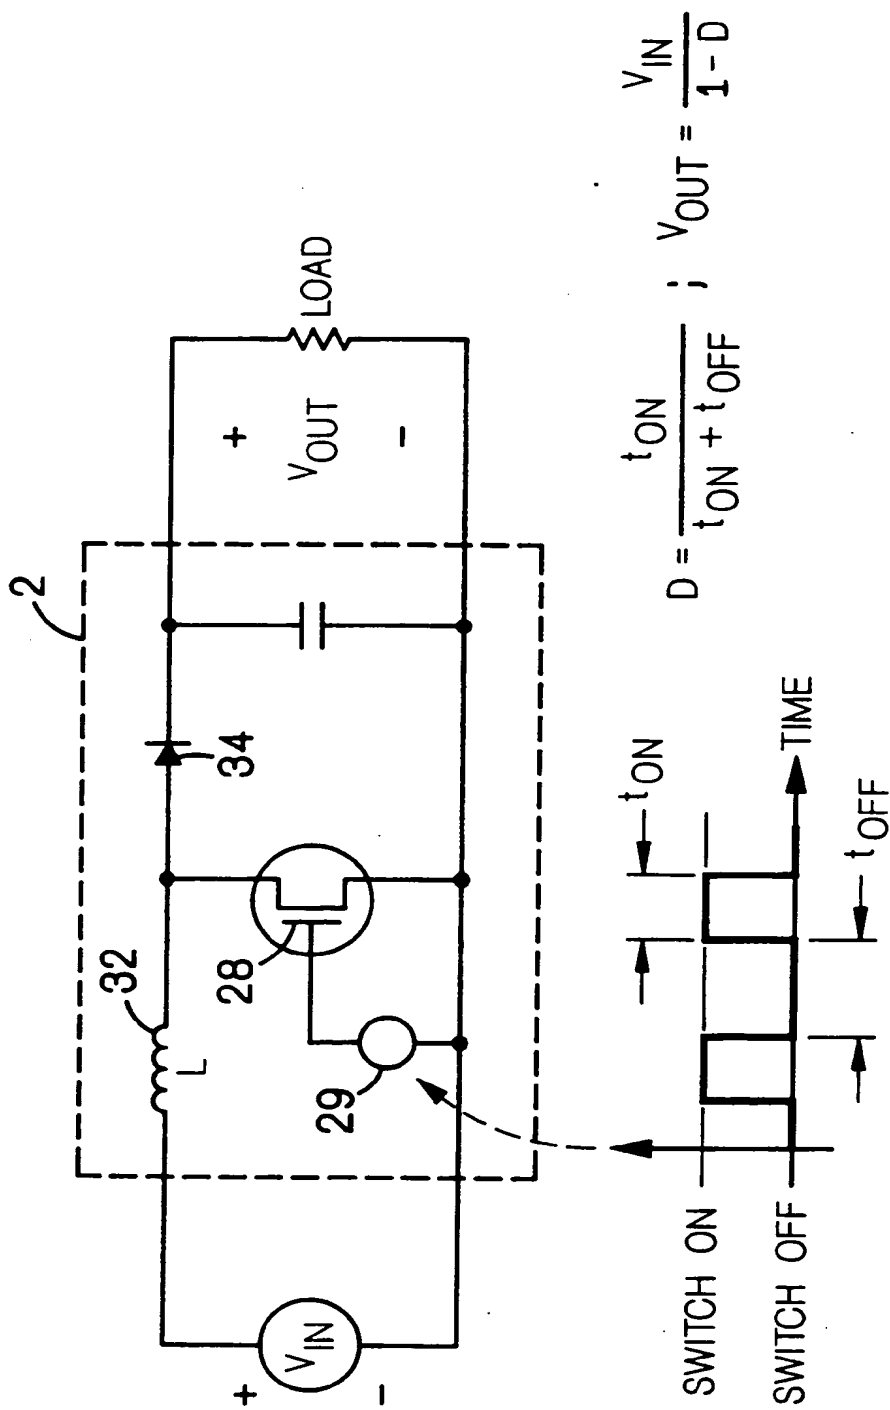 2
32
L
34
28
29
+
V_IN
-
+
V_OUT
-
LOAD
SWITCH ON
SWITCH OFF
t_ON
t_OFF
TIME
D = t_ON / (t_ON + t_OFF) ; V_OUT = V_IN / (1 - D)